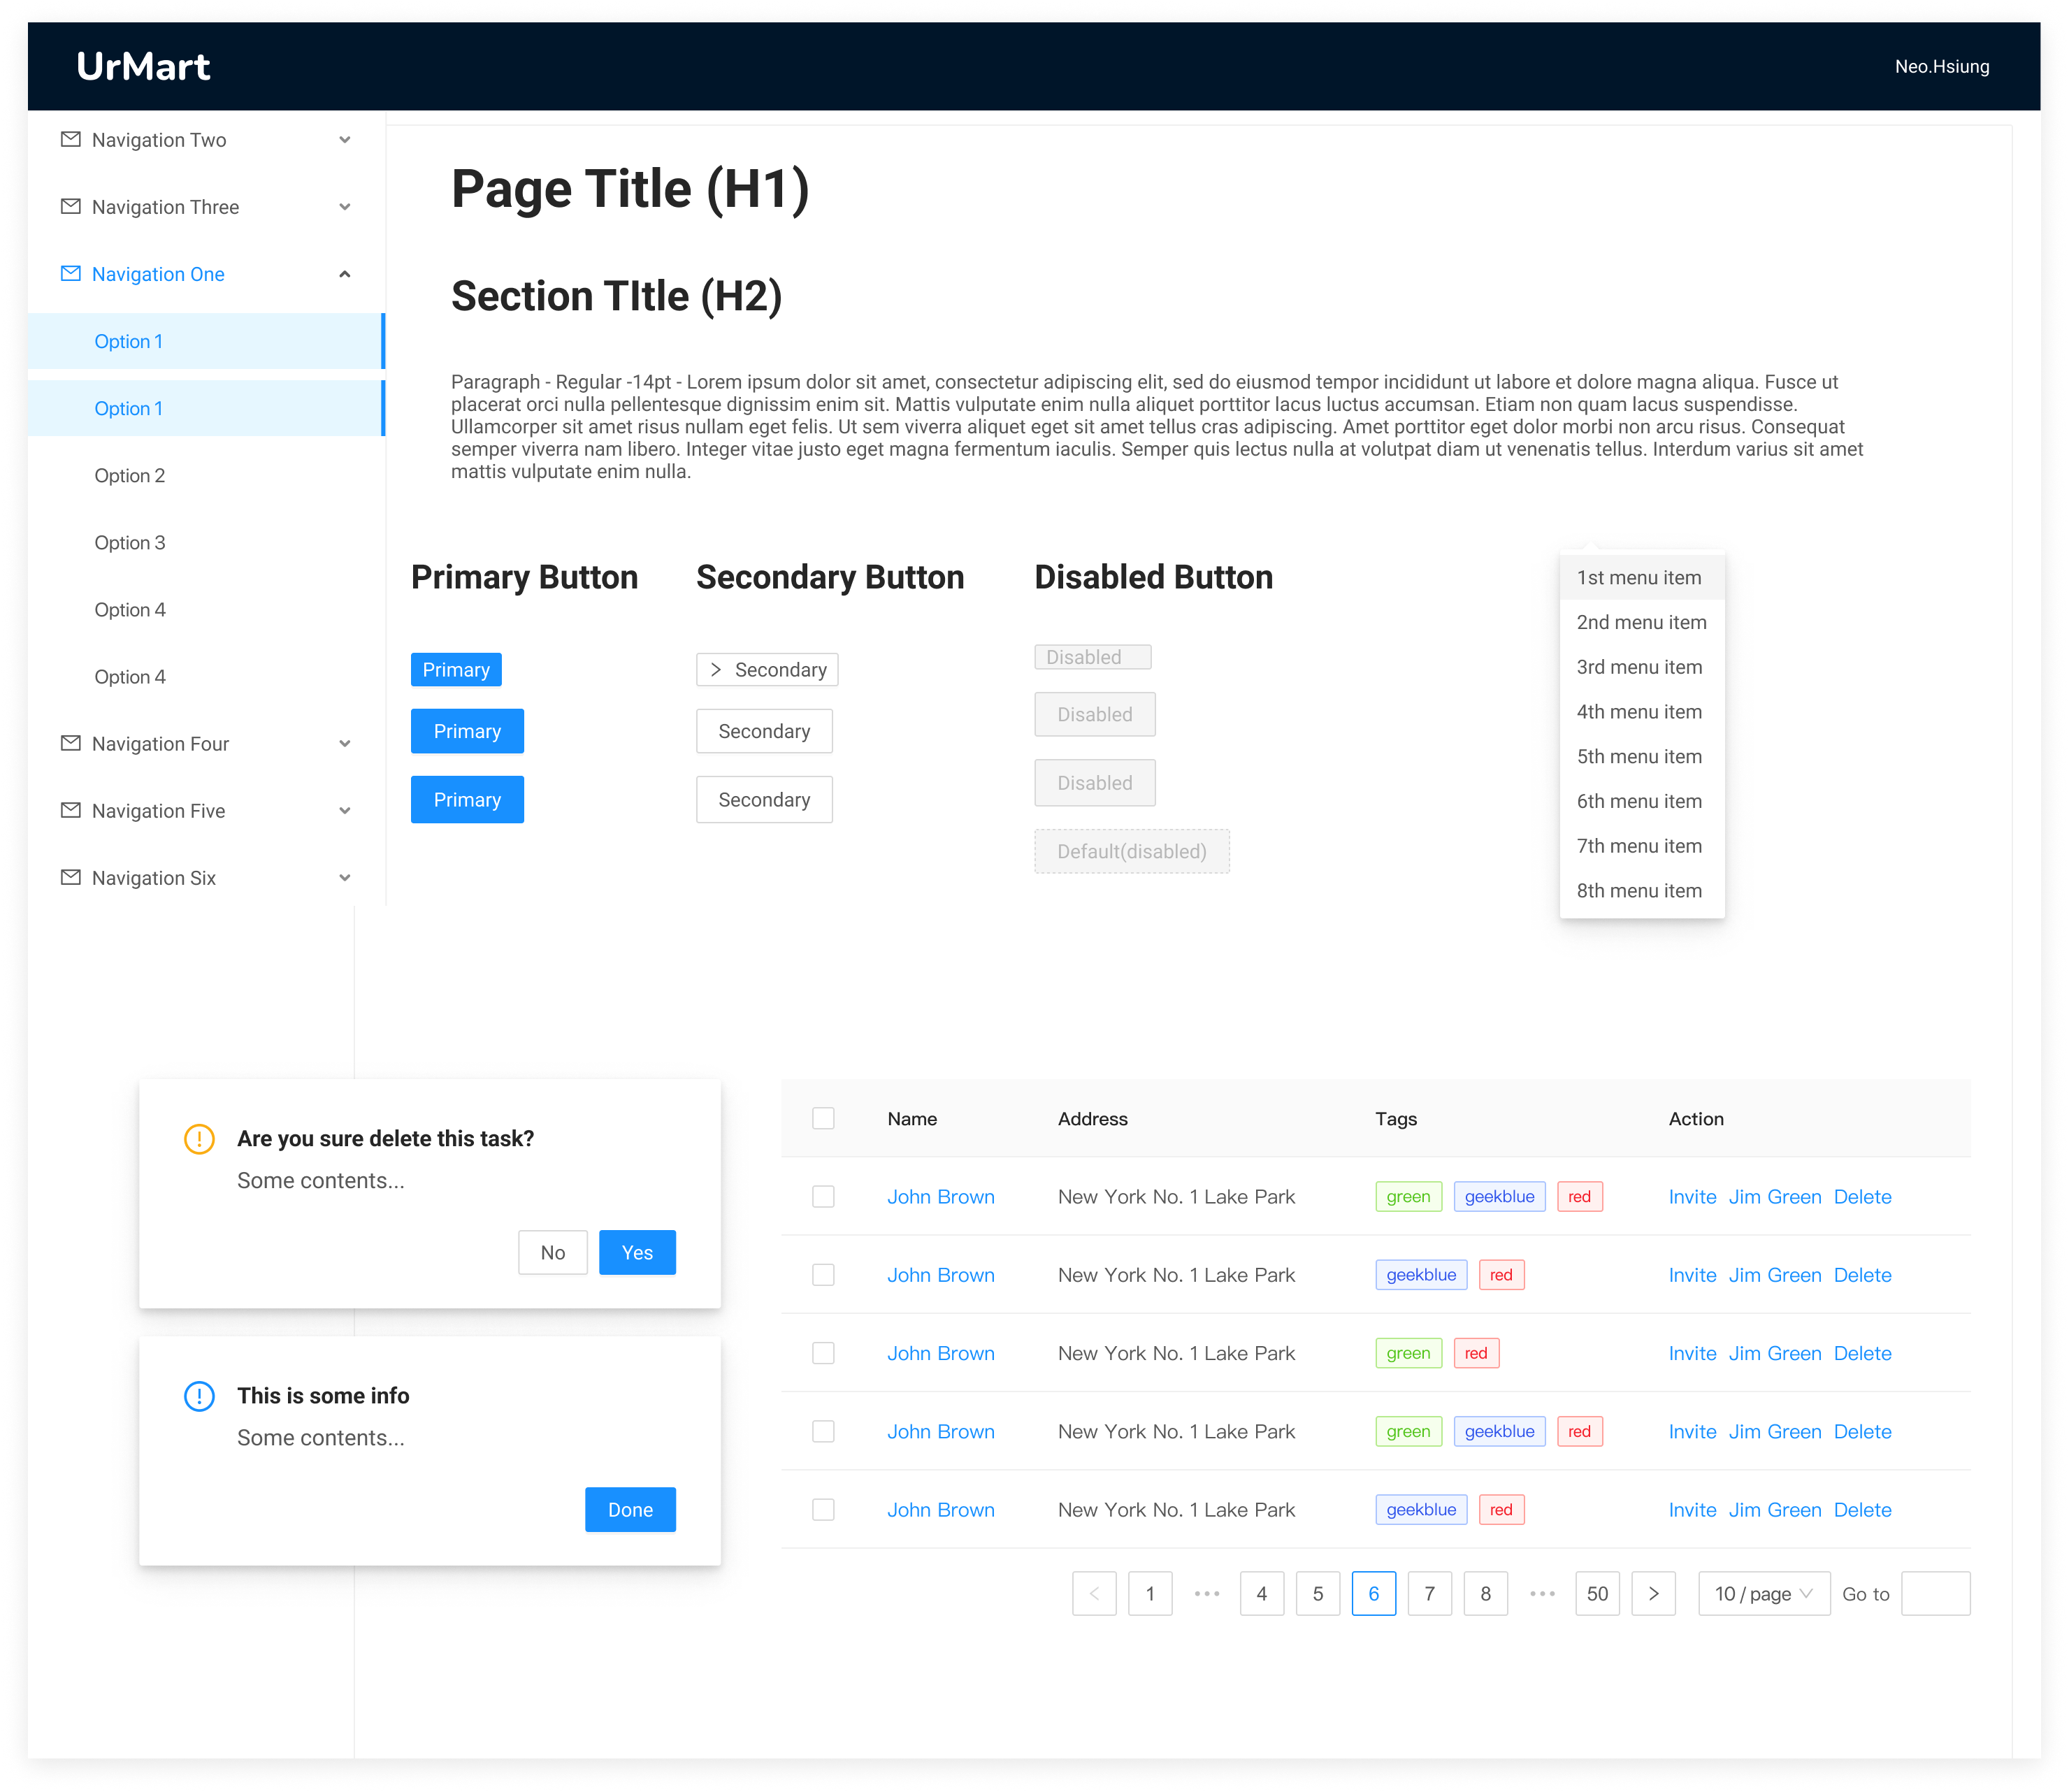 UrMart
Neo.Hsiung
Navigation Two
Navigation Three
Navigation One
Option 1
Option 1
Option 2
Option 3
Option 4
Option 4
Navigation Four
Navigation Five
Navigation Six
Page Title (H1)
Section TItle (H2)
Paragraph - Regular -14pt - Lorem ipsum dolor sit amet, consectetur adipiscing elit, sed do eiusmod tempor incididunt ut labore et dolore magna aliqua. Fusce ut
placerat orci nulla pellentesque dignissim enim sit. Mattis vulputate enim nulla aliquet porttitor lacus luctus accumsan. Etiam non quam lacus suspendisse.
Ullamcorper sit amet risus nullam eget felis. Ut sem viverra aliquet eget sit amet tellus cras adipiscing. Amet porttitor eget dolor morbi non arcu risus. Consequat
semper viverra nam libero. Integer vitae justo eget magna fermentum iaculis. Semper quis lectus nulla at volutpat diam ut venenatis tellus. Interdum varius sit amet
mattis vulputate enim nulla.
Primary Button
Primary
Primary
Primary
Secondary Button
Secondary
Secondary
Secondary
Disabled Button
Disabled
Disabled
Disabled
Default(disabled)
1st menu item
2nd menu item
3rd menu item
4th menu item
5th menu item
6th menu item
7th menu item
8th menu item
Are you sure delete this task?
Some contents...
No Yes
This is some info
Some contents...
Done
Name Address Tags Action
John Brown New York No. 1 Lake Park green geekblue red Invite Jim Green Delete
John Brown New York No. 1 Lake Park geekblue red Invite Jim Green Delete
John Brown New York No. 1 Lake Park green red Invite Jim Green Delete
John Brown New York No. 1 Lake Park green geekblue red Invite Jim Green Delete
John Brown New York No. 1 Lake Park geekblue red Invite Jim Green Delete
< 1 ••• 4 5 6 7 8 ••• 50 > 10 / page Go to